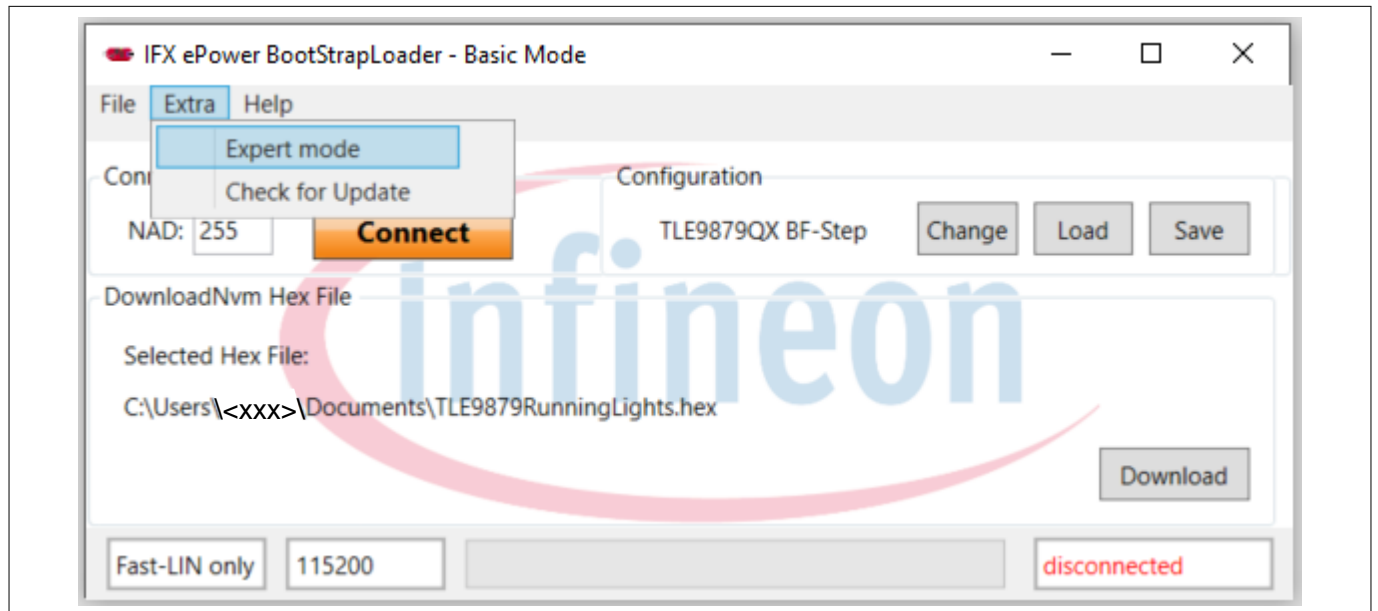 IFX ePower BootStrapLoader - Basic Mode
File Extra Help
Expert mode
Check for Update
Conn
Configuration
NAD: 255 Connect
TLE9879QX BF-Step Change Load Save
DownloadNvm Hex File
infineon
Selected Hex File:
C:\Users\\<xxx>\Documents\TLE9879RunningLights.hex
Download
Fast-LIN only 115200 disconnected